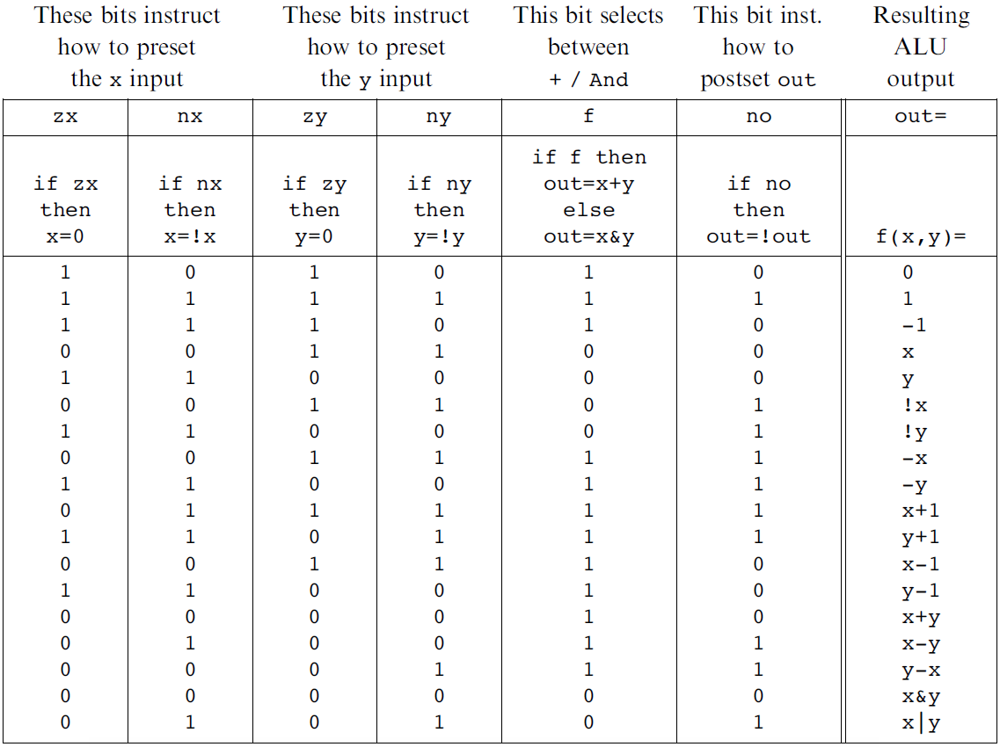 These bits instruct These bits instruct This bit selects This bit inst. Resulting
how to preset how to preset between how to ALU
the x input the y input + / And postset out output
zx nx zy ny f no out=
if f then
if zx if nx if zy if ny out=x+y if no
then then then then else then
x=0 x=!x y=0 y=!y out=x&y out=!out f(x,y)=
1 0 1 0 1 0 0
1 1 1 1 1 1 1
1 1 1 0 1 0 -1
0 0 1 1 0 0 x
1 1 0 0 0 0 y
0 0 1 1 0 1 !x
1 1 0 0 0 1 !y
0 0 1 1 1 1 -x
1 1 0 0 1 1 -y
0 1 1 1 1 1 x+1
1 1 0 1 1 1 y+1
0 0 1 1 1 0 x-1
1 1 0 0 1 0 y-1
0 0 0 0 1 0 x+y
0 1 0 0 1 1 x-y
0 0 0 1 1 1 y-x
0 0 0 0 0 0 x&y
0 1 0 1 0 1 x|y